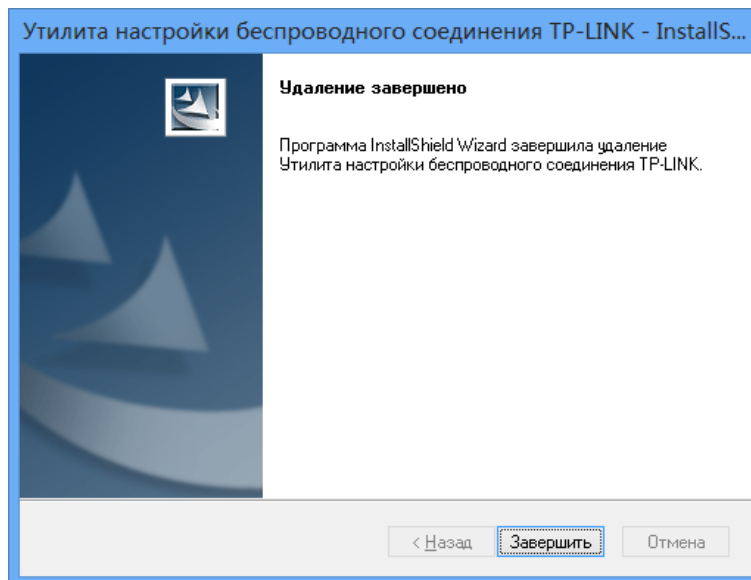 Утилита настройки беспроводного соединения TP-LINK - InstallS...
Удаление завершено
Программа InstallShield Wizard завершила удаление
Утилита настройки беспроводного соединения TP-LINK.
< Назад
Завершить
Отмена